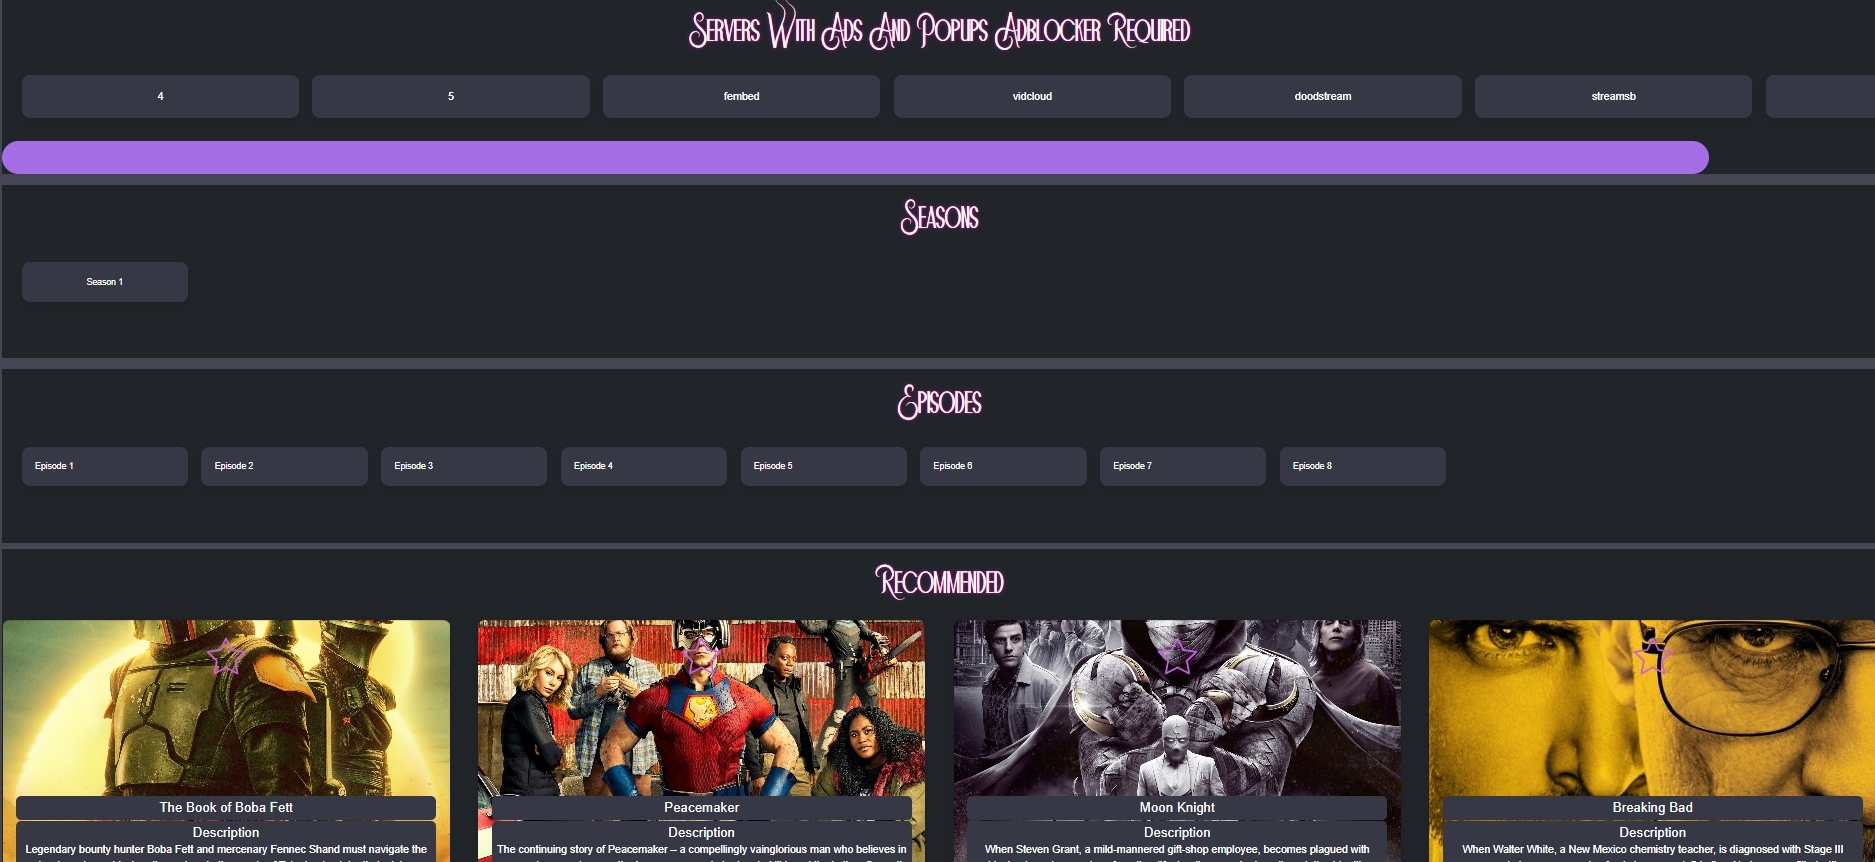 Servers With Ads And Popups Adblocker Required
4
5
fembed
vidcloud
doodstream
streamsb
Seasons
Season 1
Episodes
Episode 1
Episode 2
Episode 3
Episode 4
Episode 5
Episode 6
Episode 7
Episode 8
Recommended
The Book of Boba Fett
Description
Legendary bounty hunter Boba Fett and mercenary Fennec Shand must navigate the
Peacemaker
Description
The continuing story of Peacemaker – a compellingly vainglorious man who believes in
Moon Knight
Description
When Steven Grant, a mild-mannered gift-shop employee, becomes plagued with
Breaking Bad
Description
When Walter White, a New Mexico chemistry teacher, is diagnosed with Stage III